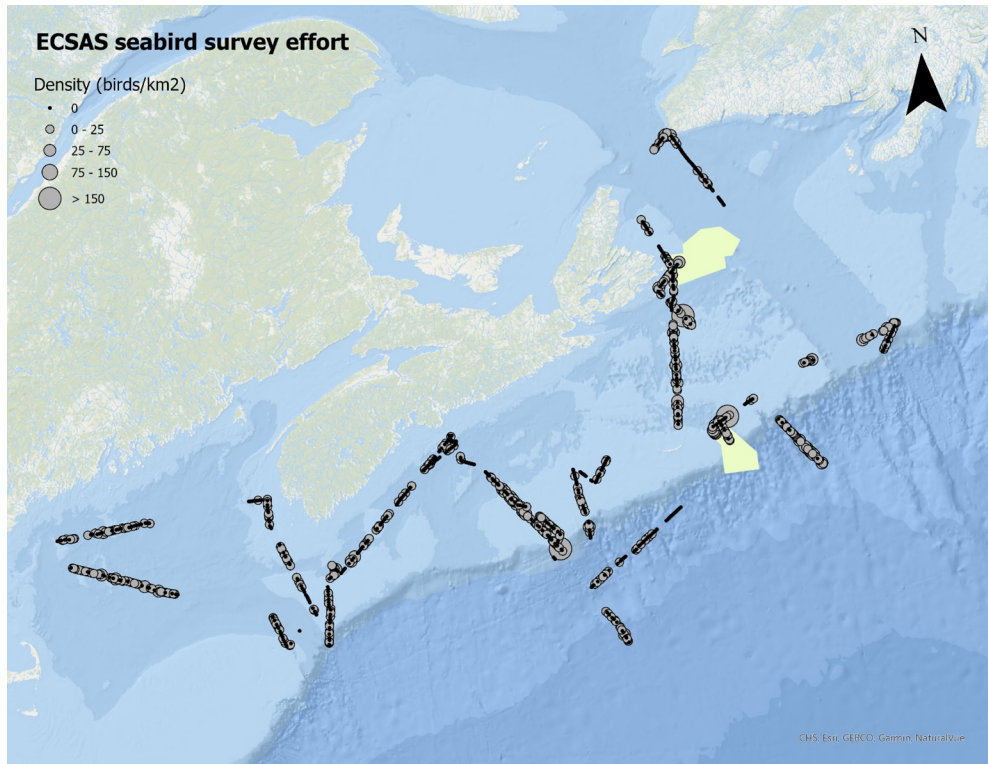 ECSAS seabird survey effort
N
Density (birds/km2)
0
0 - 25
25 - 75
75 - 150
> 150
CHS, Esri, GEBCO, Garmin, NaturalVue